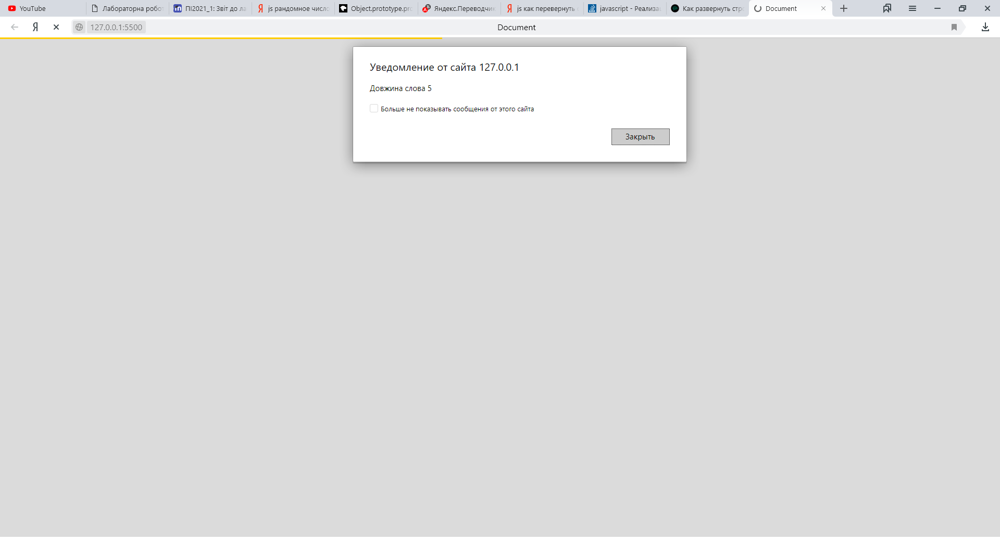 YouTube
Лабораторна робот
ПІ2021_1: Звіт до ла
js рандомное число
Object.prototype.pro
Яндекс.Переводчик
js как перевернуть
javascript - Реализац
Как развернуть стро
Document
127.0.0.1:5500
Document
Уведомление от сайта 127.0.0.1
Довжина слова 5
Больше не показывать сообщения от этого сайта
Закрыть